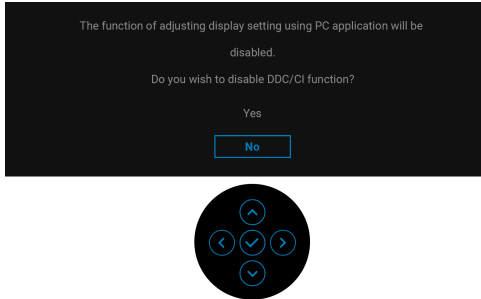 The function of adjusting display setting using PC application will be
disabled.
Do you wish to disable DDC/CI function?
Yes
No